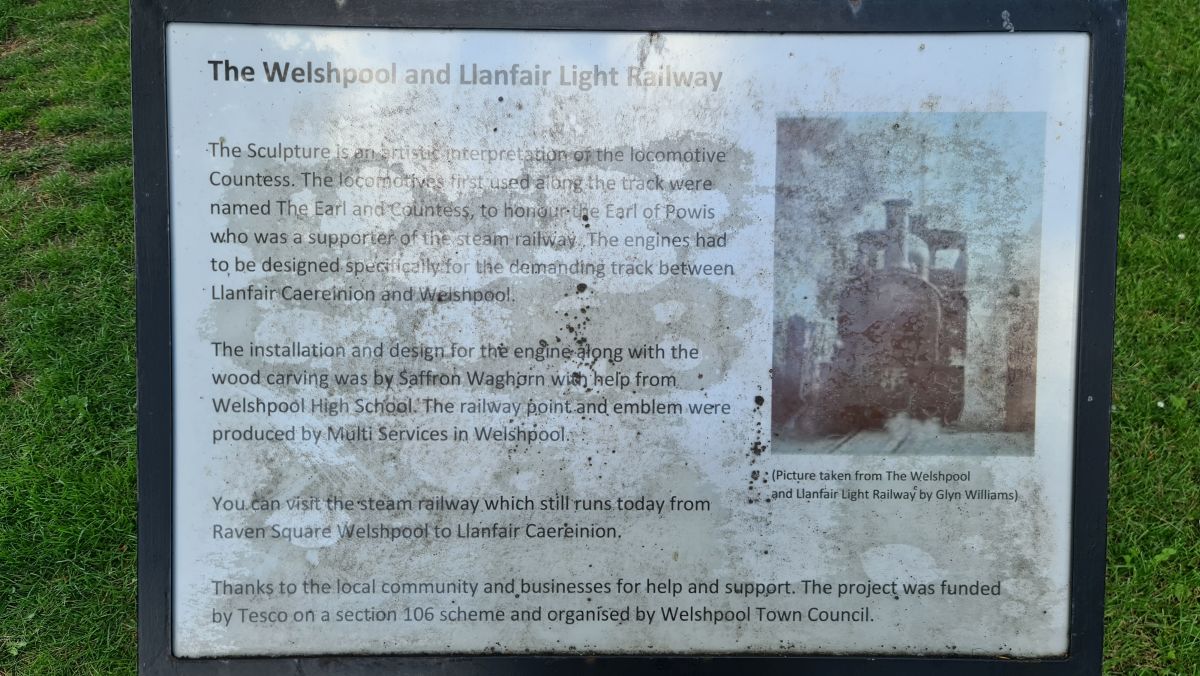 The Welshpool and Llanfair Light Railway
The Sculpture is an artistic interpretation of the locomotive
Countess. The locomotives first used along the track were
named The Earl and Countess, to honour the Earl of Powis
who was a supporter of the steam railway. The engines had
to be designed specifically for the demanding track between
Llanfair Caereinion and Welshpool.
The installation and design for the engine along with the
wood carving was by Saffron Waghorn with help from
Welshpool High School. The railway point and emblem were
produced by Multi Services in Welshpool.
(Picture taken from The Welshpool
and Llanfair Light Railway by Glyn Williams)
You can visit the steam railway which still runs today from
Raven Square Welshpool to Llanfair Caereinion.
Thanks to the local community and businesses for help and support. The project was funded
by Tesco on a section 106 scheme and organised by Welshpool Town Council.